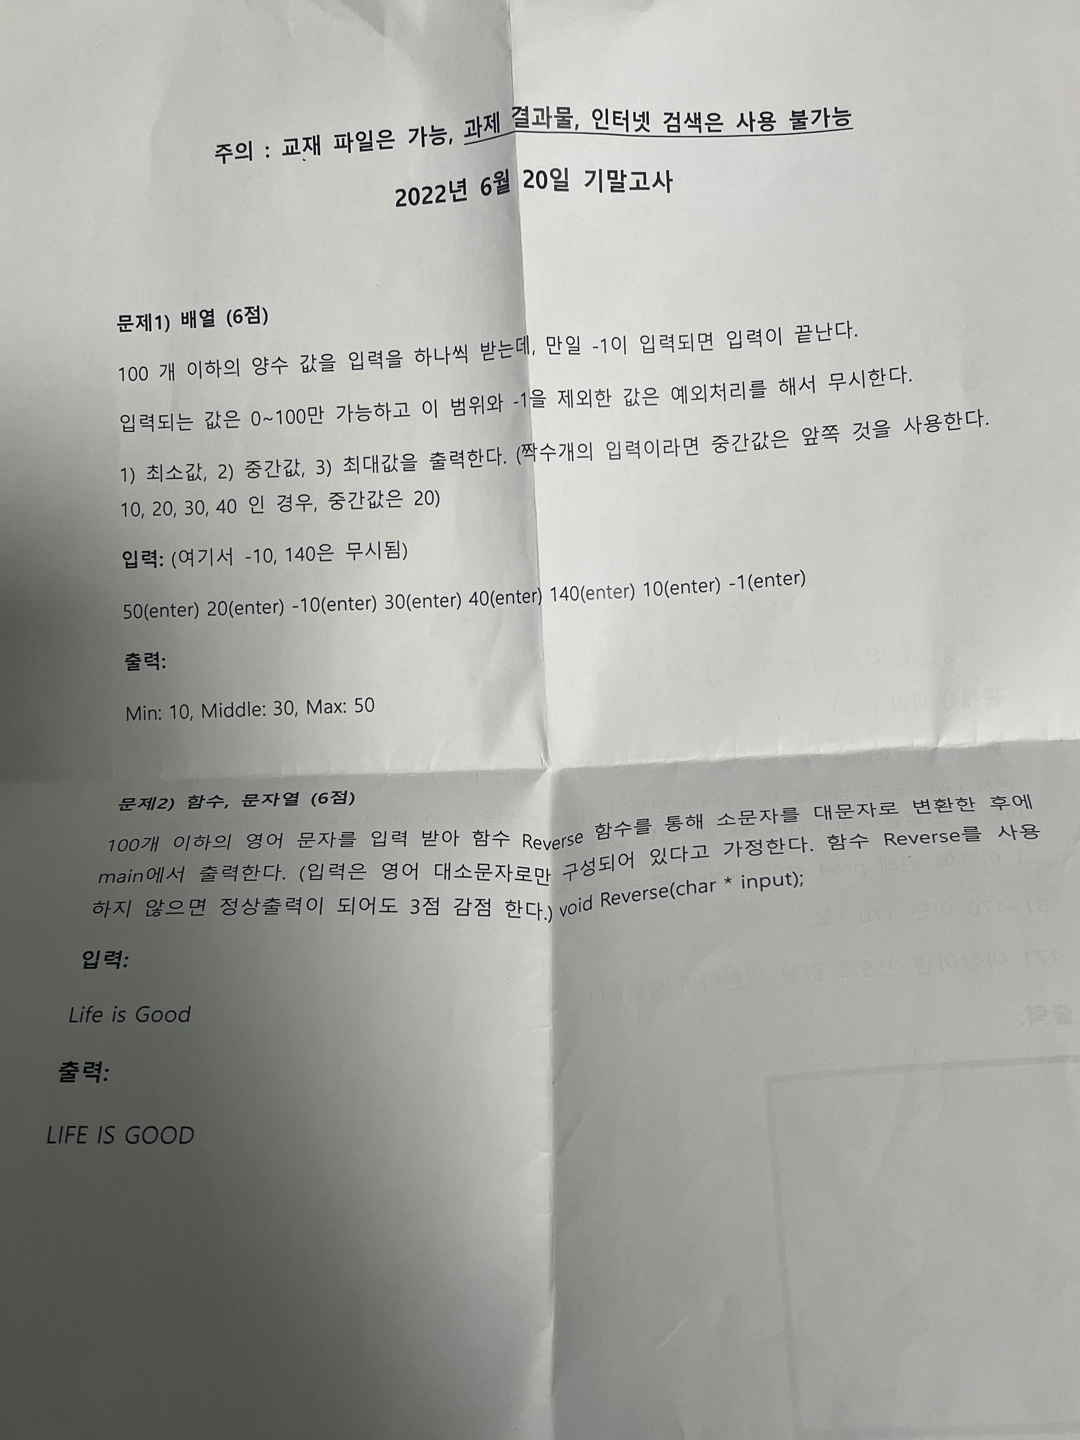 주의 : 교재 파일은 가능, 과제 결과물, 인터넷 검색은 사용 불가능
2022년 6월 20일 기말고사
문제1) 배열 (6점)
100 개 이하의 양수 값을 입력을 하나씩 받는데, 만일 -1이 입력되면 입력이 끝난다.
입력되는 값은 0~100만 가능하고 이 범위와 -1을 제외한 값은 예외처리를 해서 무시한다.
1) 최소값, 2) 중간값, 3) 최대값을 출력한다. (짝수개의 입력이라면 중간값은 앞쪽 것을 사용한다.
10, 20, 30, 40 인 경우, 중간값은 20)
입력: (여기서 -10, 140은 무시됨)
50(enter) 20(enter) -10(enter) 30(enter) 40(enter) 140(enter) 10(enter) -1(enter)
출력:
Min: 10, Middle: 30, Max: 50
문제2) 함수, 문자열 (6점)
100개 이하의 영어 문자를 입력 받아 함수 Reverse 함수를 통해 소문자를 대문자로 변환한 후에
main에서 출력한다. (입력은 영어 대소문자로만 구성되어 있다고 가정한다. 함수 Reverse를 사용
하지 않으면 정상출력이 되어도 3점 감점 한다.) void Reverse(char * input);
입력:
Life is Good
출력:
LIFE IS GOOD